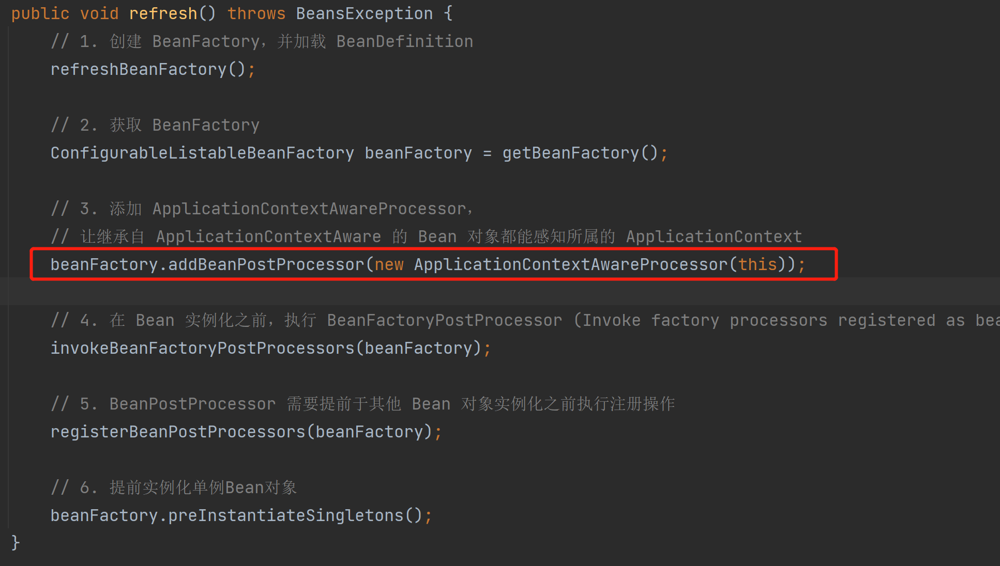 public void refresh() throws BeansException {
// 1. 创建 BeanFactory，并加载 BeanDefinition
refreshBeanFactory();
// 2. 获取 BeanFactory
ConfigurableListableBeanFactory beanFactory = getBeanFactory();
// 3. 添加 ApplicationContextAwareProcessor，
// 让继承自 ApplicationContextAware 的 Bean 对象都能感知所属的 ApplicationContext
beanFactory.addBeanPostProcessor(new ApplicationContextAwareProcessor(this));
// 4. 在 Bean 实例化之前，执行 BeanFactoryPostProcessor (Invoke factory processors registered as bea
invokeBeanFactoryPostProcessors(beanFactory);
// 5. BeanPostProcessor 需要提前于其他 Bean 对象实例化之前执行注册操作
registerBeanPostProcessors(beanFactory);
// 6. 提前实例化单例Bean对象
beanFactory.preInstantiateSingletons();
}